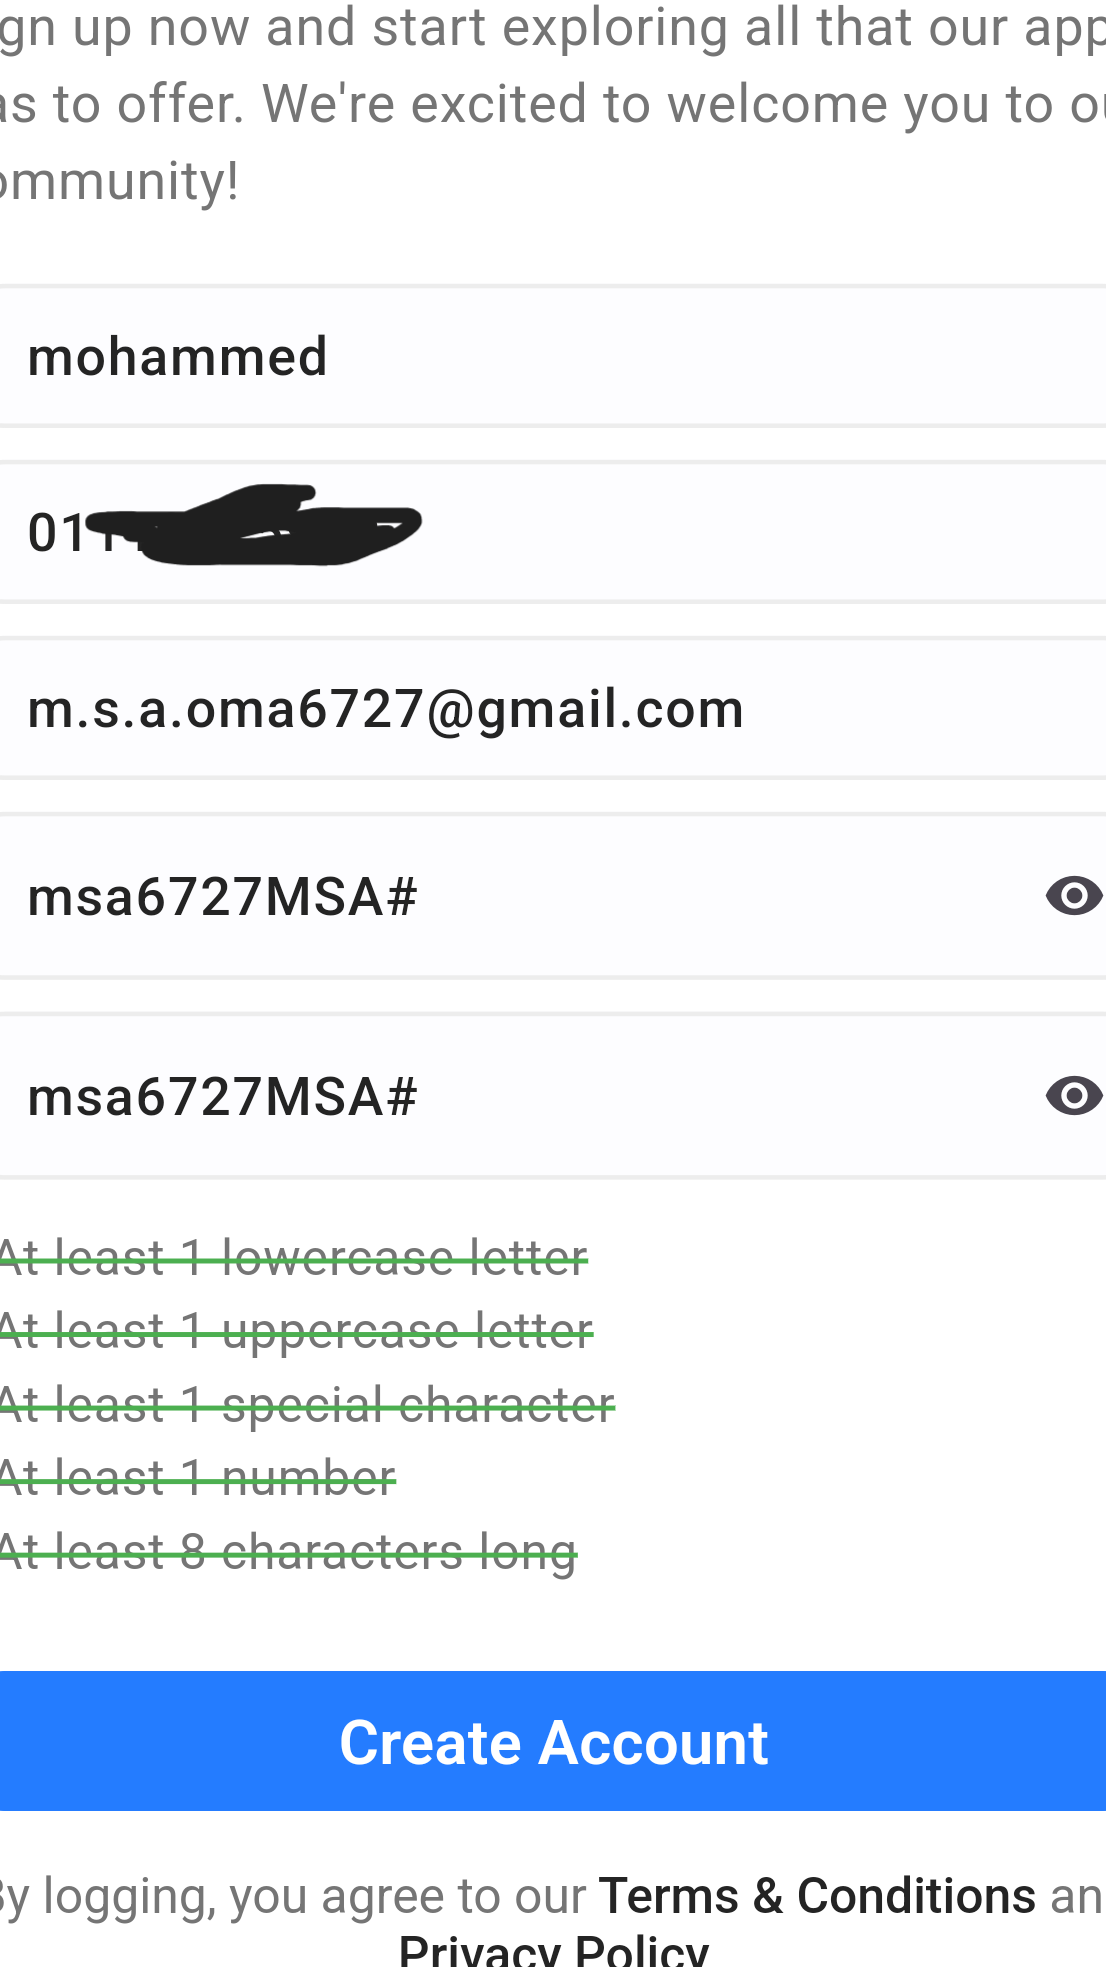 gn up now and start exploring all that our app
as to offer. We're excited to welcome you to ou
ommunity!
mohammed
01
m.s.a.oma6727@gmail.com
msa6727MSA#
msa6727MSA#
At least 1 lowercase letter
At least 1 uppercase letter
At least 1 special character
At least 1 number
At least 8 characters long
Create Account
By logging, you agree to our Terms & Conditions an
Privacy Policy